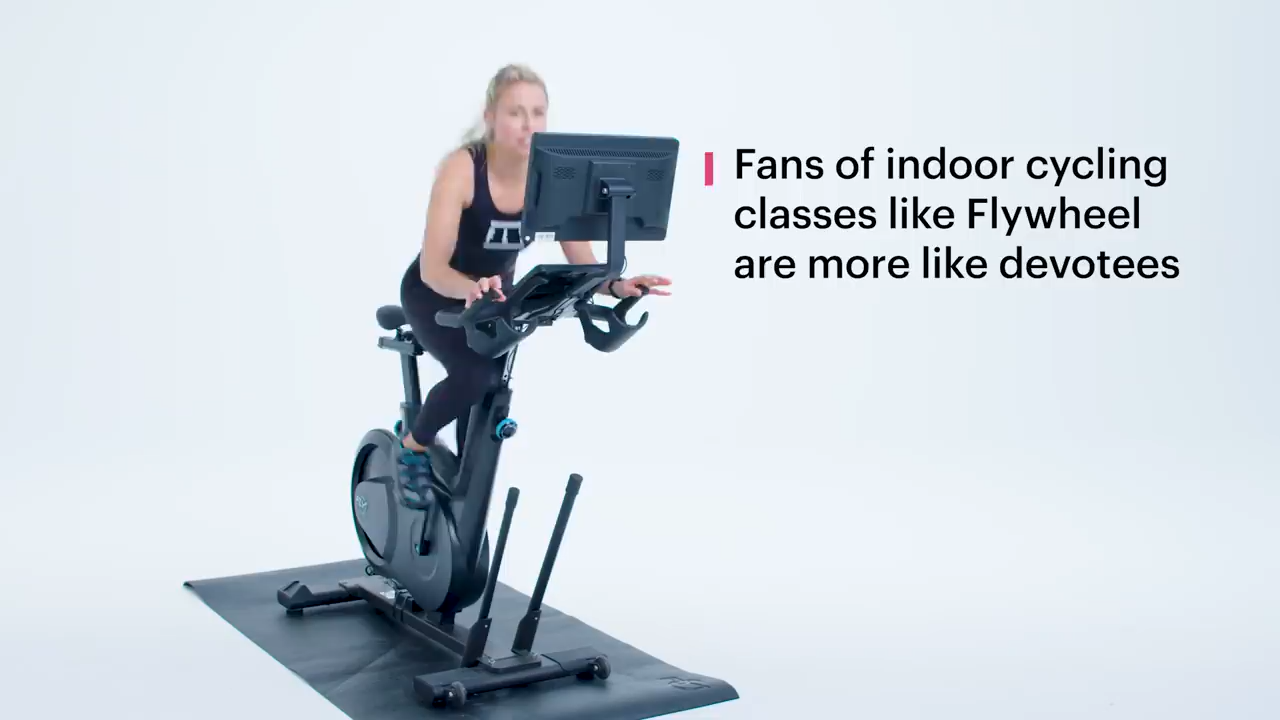 Fans of indoor cycling
classes like Flywheel
are more like devotees